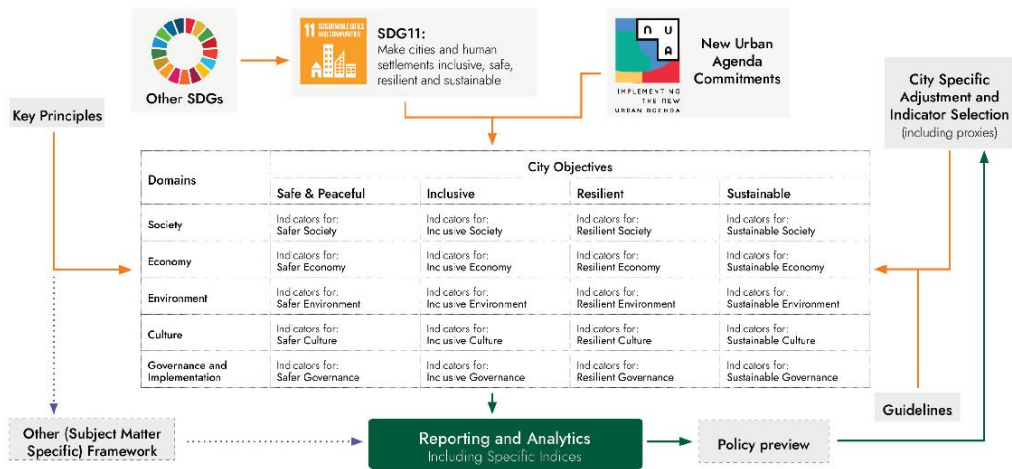 11 SUSTAINABLE CITIES
AND COMMUNITIES
SDG11:
Make cities and human
settlements inclusive, safe,
resilient and sustainable
Other SDGs
N U
A
IMPLEMENTING
THE NEW
URBAN AGENDA
New Urban
Agenda
Commitments
City Specific
Adjustment and
Indicator Selection
(including proxies)
Key Principles
Domains
City Objectives
Safe & Peaceful
Inclusive
Resilient
Sustainable
Society
Indicators for:
Safer Society
Indicators for:
Inclusive Society
Indicators for:
Resilient Society
Indicators for:
Sustainable Society
Economy
Indicators for:
Safer Economy
Indicators for:
Inclusive Economy
Indicators for:
Resilient Economy
Indicators for:
Sustainable Economy
Environment
Indicators for:
Safer Environment
Indicators for:
Inclusive Environment
Indicators for:
Resilient Environment
Indicators for:
Sustainable Environment
Culture
Indicators for:
Safer Culture
Indicators for:
Inclusive Culture
Indicators for:
Resilient Culture
Indicators for:
Sustainable Culture
Governance and
Implementation
Indicators for:
Safer Governance
Indicators for:
Inclusive Governance
Indicators for:
Resilient Governance
Indicators for:
Sustainable Governance
Guidelines
Other (Subject Matter
Specific) Framework
Reporting and Analytics
Including Specific Indices
Policy preview